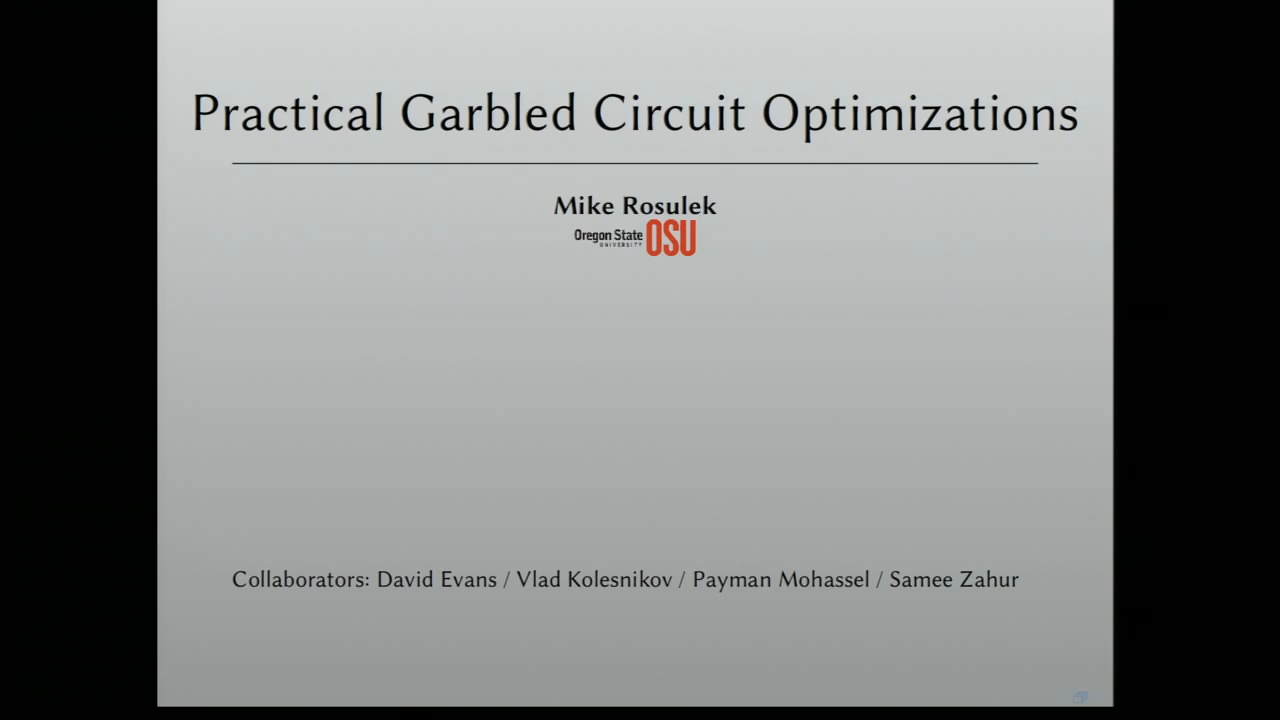 Practical Garbled Circuit Optimizations
Mike Rosulek
Oregon State
UNIVERSITY
OSU
Collaborators: David Evans / Vlad Kolesnikov / Payman Mohassel / Samee Zahur